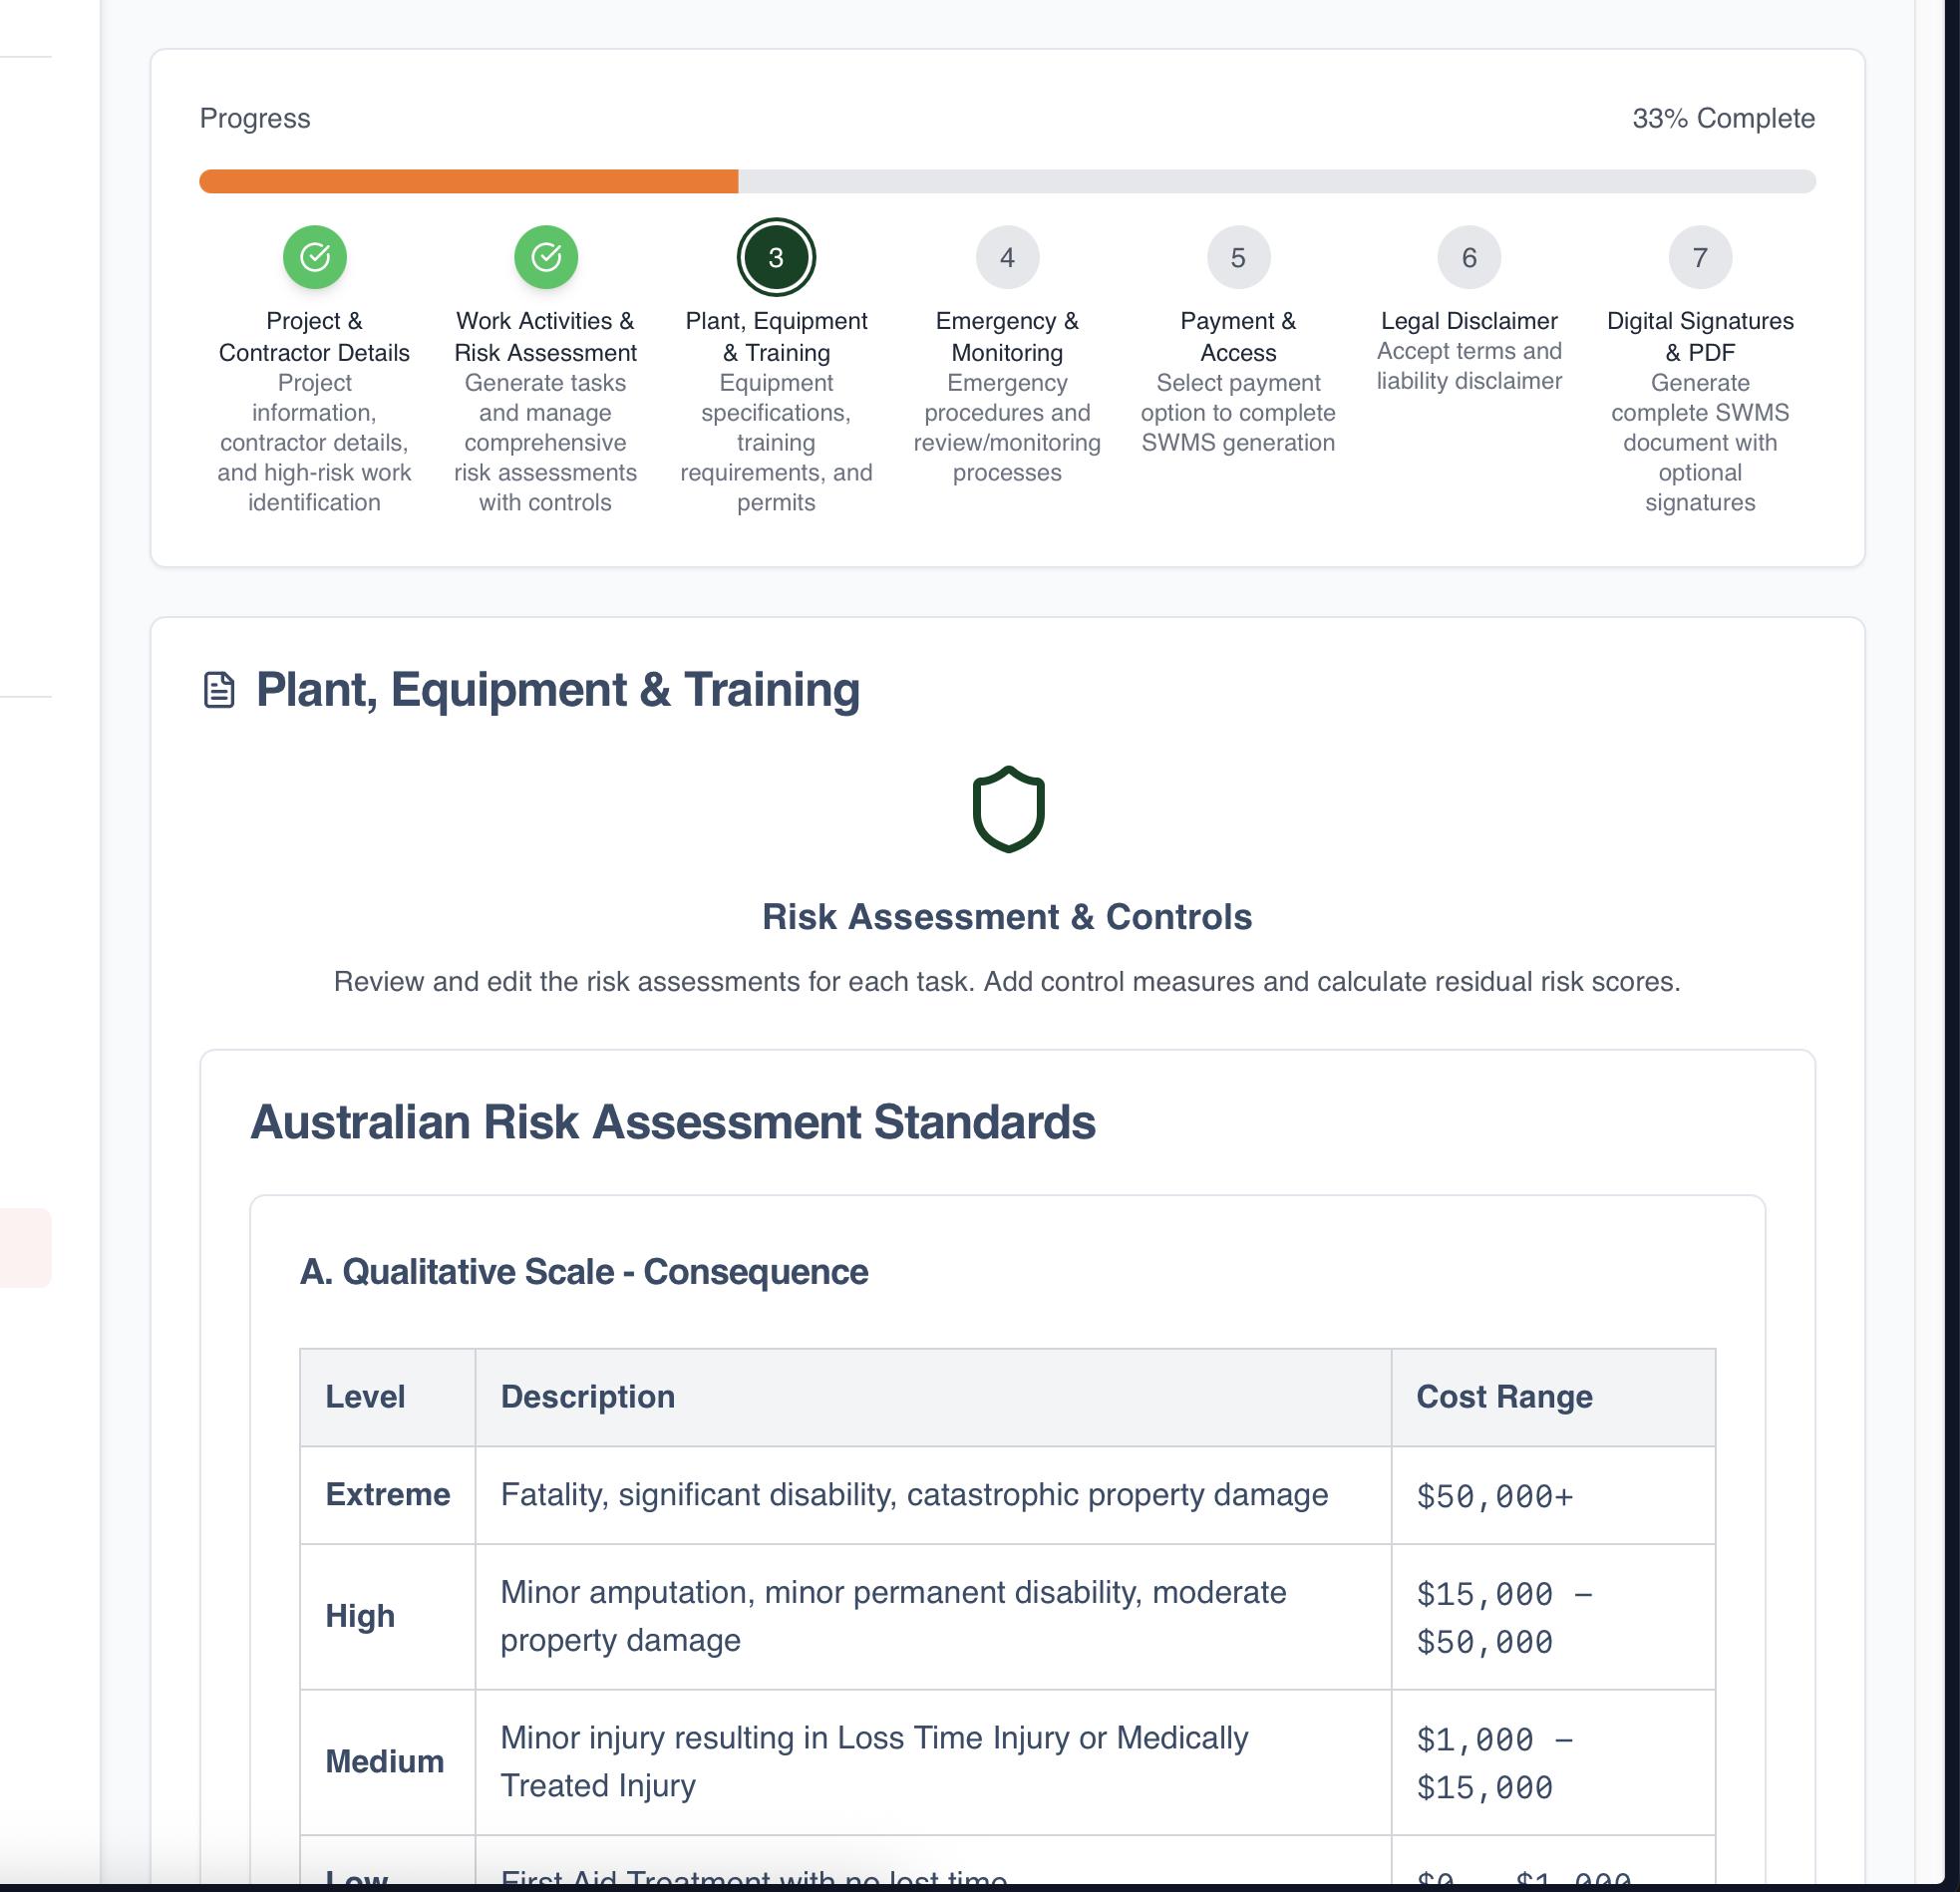 Progress
33% Complete
3
4
5
6
7
Project &
Contractor Details
Project
information,
contractor details,
and high-risk work
identification
Work Activities &
Risk Assessment
Generate tasks
and manage
comprehensive
risk assessments
with controls
Plant, Equipment
& Training
Equipment
specifications,
training
requirements, and
permits
Emergency &
Monitoring
Emergency
procedures and
review/monitoring
processes
Payment &
Access
Select payment
option to complete
SWMS generation
Legal Disclaimer
Accept terms and
liability disclaimer
Digital Signatures
& PDF
Generate
complete SWMS
document with
optional
signatures
Plant, Equipment & Training
Risk Assessment & Controls
Review and edit the risk assessments for each task. Add control measures and calculate residual risk scores.
Australian Risk Assessment Standards
A. Qualitative Scale - Consequence
Level Description Cost Range
Extreme Fatality, significant disability, catastrophic property damage $50,000+
High Minor amputation, minor permanent disability, moderate
property damage
$15,000 –
$50,000
Medium Minor injury resulting in Loss Time Injury or Medically
Treated Injury
$1,000 –
$15,000
Low First Aid Treatment with no lost time $0 – $1,000